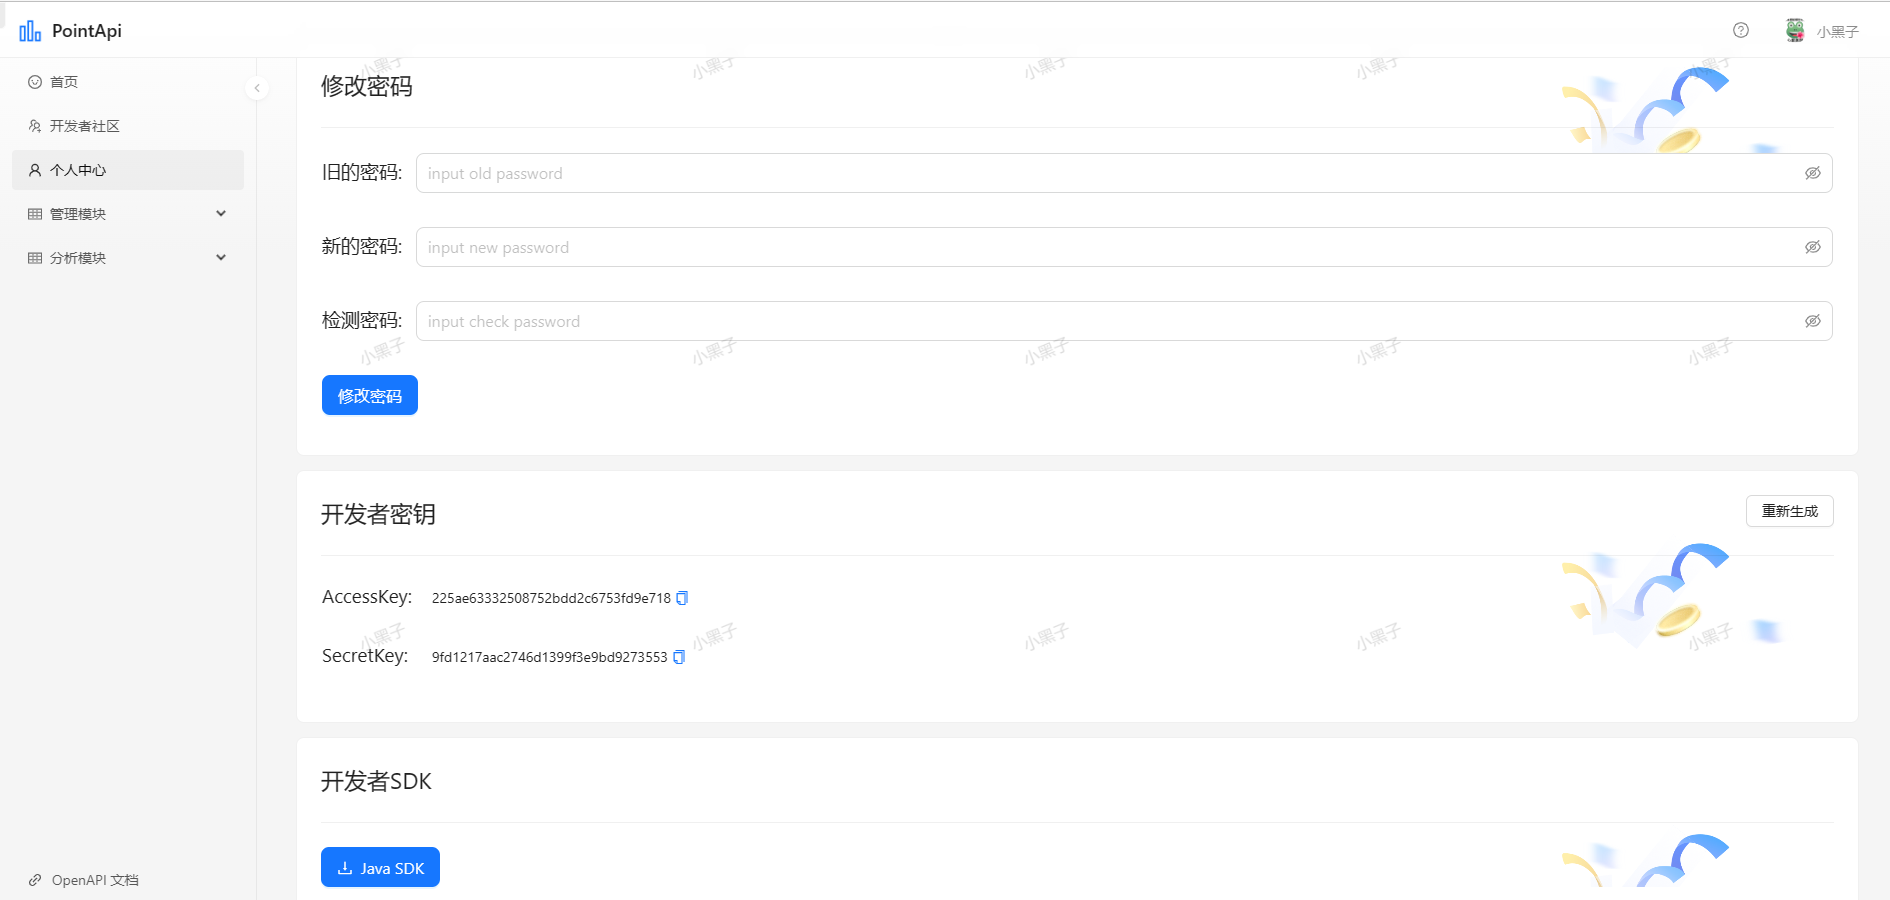 PointApi
小黑子
首页
开发者社区
个人中心
管理模块
分析模块
OpenAPI 文档
修改密码
旧的密码: input old password
新的密码: input new password
检测密码: input check password
修改密码
开发者密钥
重新生成
AccessKey: 225ae63332508752bdd2c6753fd9e718
SecretKey: 9fd1217aac2746d1399f3e9bd9273553
开发者SDK
Java SDK
小黑子 小黑子 小黑子 小黑子 小黑子
小黑子 小黑子 小黑子 小黑子 小黑子
小黑子 小黑子 小黑子 小黑子 小黑子